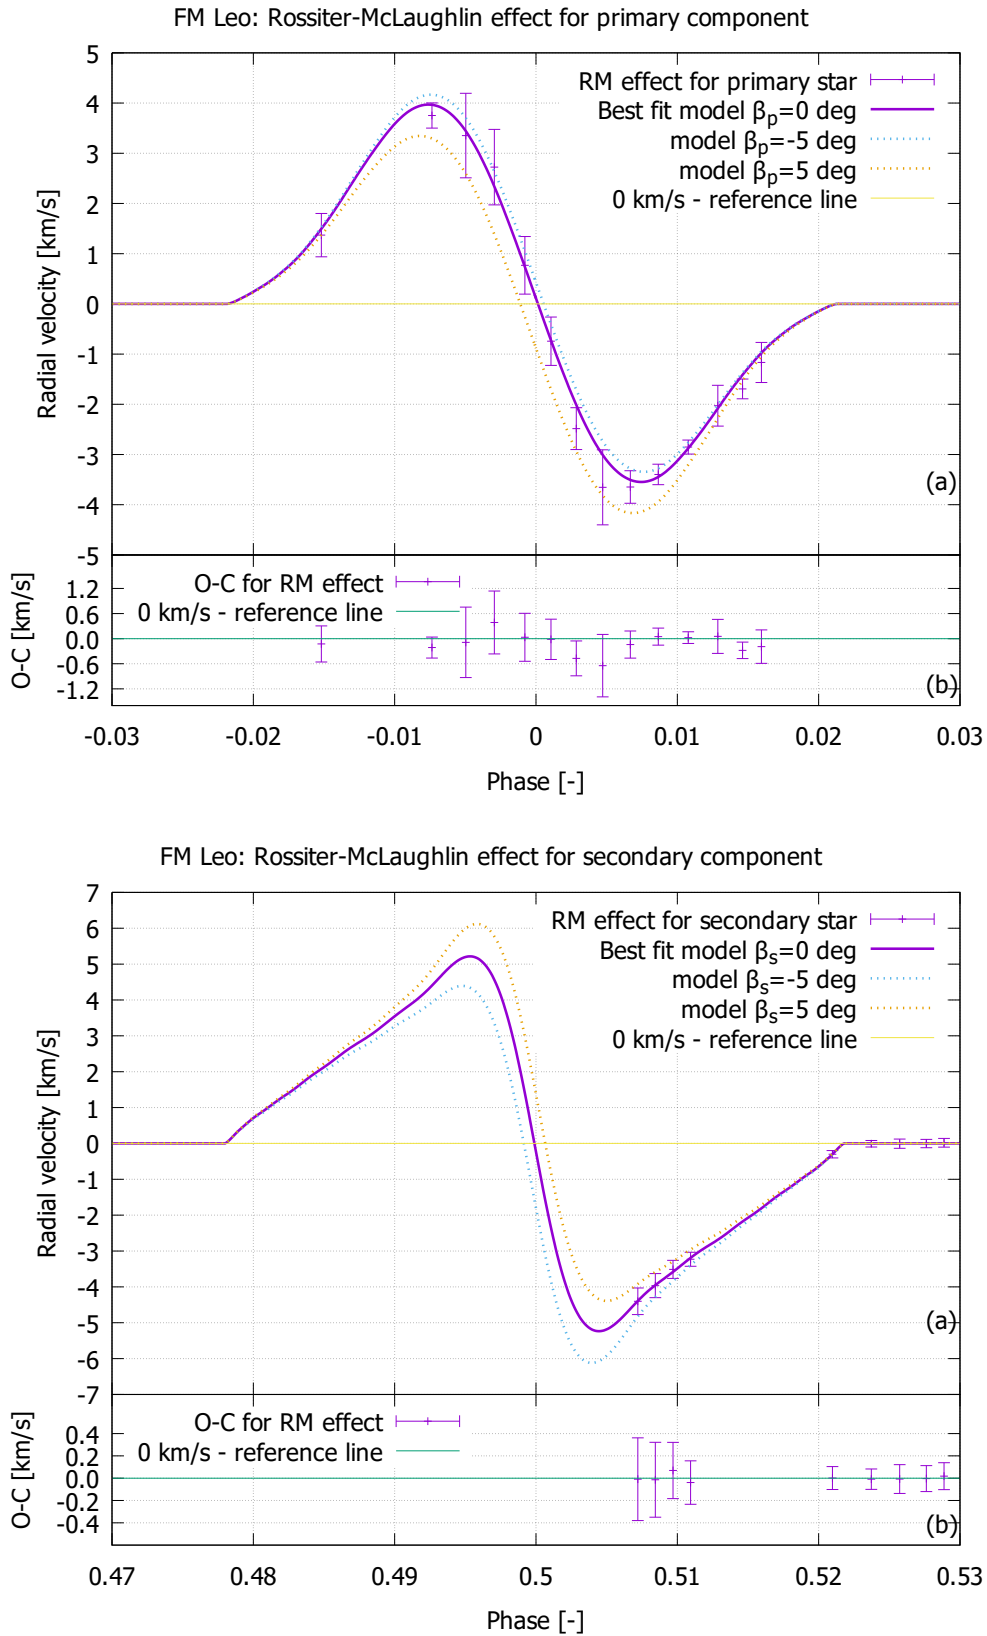 FM Leo: Rossiter-McLaughlin effect for primary component
5
RM effect for primary star
4
Best fit model βp=0 deg
model βp=-5 deg
3
model βp=5 deg
2
0 km/s - reference line
1
0
-1
-2
-3
-4
-5
Radial velocity [km/s]
(a)
O-C for RM effect
0 km/s - reference line
1.2
0.6
0.0
-0.6
-1.2
O-C [km/s]
(b)
-0.03 -0.02 -0.01 0 0.01 0.02 0.03
Phase [-]
FM Leo: Rossiter-McLaughlin effect for secondary component
7
RM effect for secondary star
6
Best fit model βs=0 deg
5
model βs=-5 deg
4
model βs=5 deg
3
0 km/s - reference line
2
1
0
-1
-2
-3
-4
-5
-6
-7
Radial velocity [km/s]
(a)
O-C for RM effect
0 km/s - reference line
0.4
0.2
0.0
-0.2
-0.4
O-C [km/s]
(b)
0.47 0.48 0.49 0.5 0.51 0.52 0.53
Phase [-]